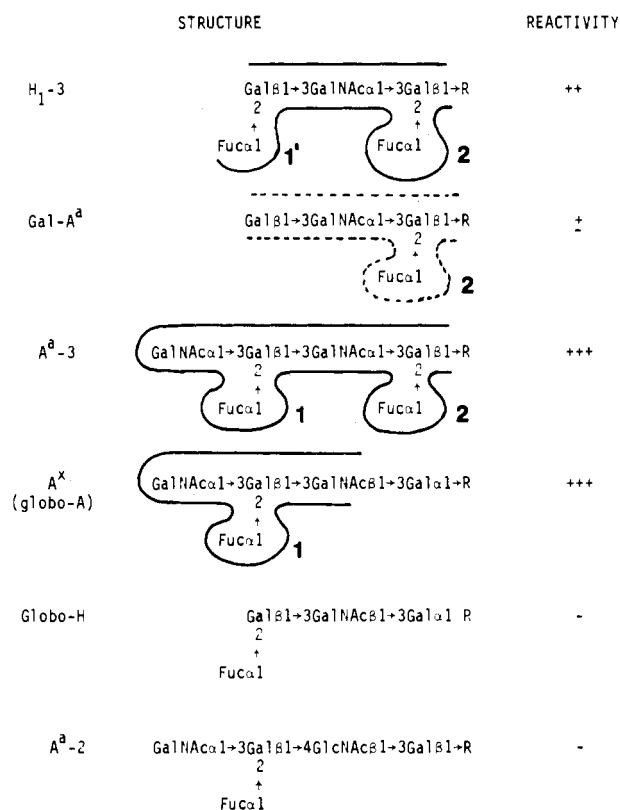 STRUCTURE REACTIVITY
H₁-3 Galβ1→3GalNAcα1→3Galβ1→R ++
2 2
↑ ↑
Fucα1 1' Fucα1 2
Gal-Aᵃ Galβ1→3GalNAcα1→3Galβ1→R ±
2
↑
Fucα1 2
Aᵃ-3 GalNAcα1→3Galβ1→3GalNAcα1→3Galβ1→R +++
2 2
↑ ↑
Fucα1 1 Fucα1 2
Aˣ GalNAcα1→3Galβ1→3GalNAcβ1→3Galα1→R +++
(globo-A) 2
↑
Fucα1 1
Globo-H Galβ1→3GalNAcβ1→3Galα1 R -
2
↑
Fucα1
Aᵃ-2 GalNAcα1→3Galβ1→4GlcNAcβ1→3Galβ1→R -
2
↑
Fucα1